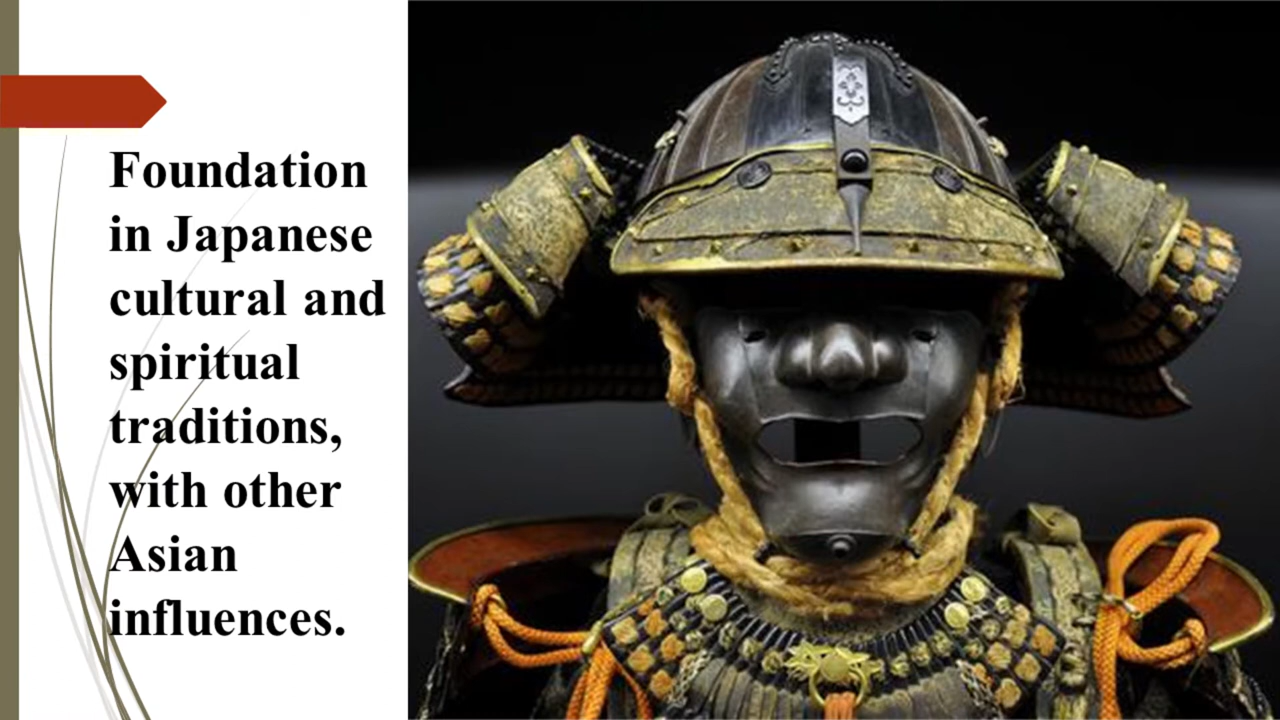 Foundation
in Japanese
cultural and
spiritual
traditions,
with other
Asian
influences.